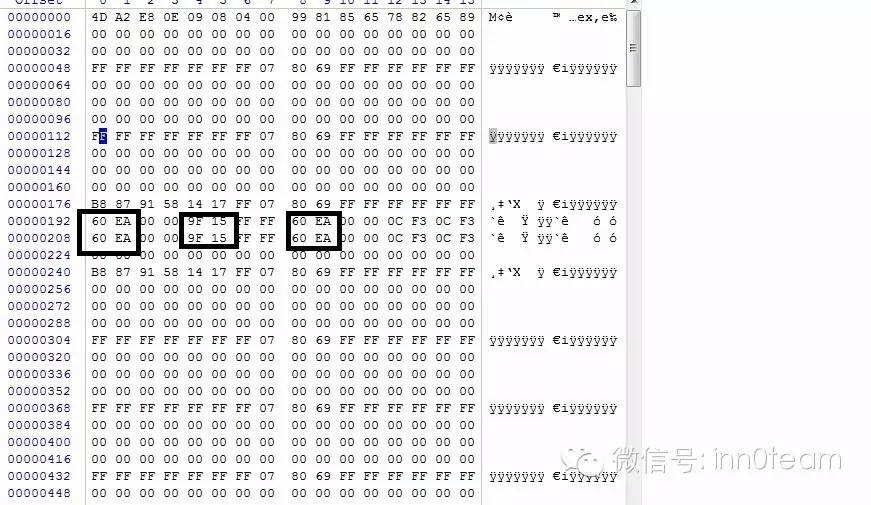 Offset 0 1 2 3 4 5 6 7 8 9 10 11 12 13 14 15
00000000 4D A2 E8 0E 09 08 04 00 99 81 85 65 78 82 65 89 M¢è ™ …ex‚e‰
00000016 00 00 00 00 00 00 00 00 00 00 00 00 00 00 00 00
00000032 00 00 00 00 00 00 00 00 00 00 00 00 00 00 00 00
00000048 FF FF FF FF FF FF FF 07 80 69 FF FF FF FF FF FF ÿÿÿÿÿÿÿ €iÿÿÿÿÿÿ
00000064 00 00 00 00 00 00 00 00 00 00 00 00 00 00 00 00
00000080 00 00 00 00 00 00 00 00 00 00 00 00 00 00 00 00
00000096 00 00 00 00 00 00 00 00 00 00 00 00 00 00 00 00
00000112 FF FF FF FF FF FF FF 07 80 69 FF FF FF FF FF FF ÿÿÿÿÿÿÿ €iÿÿÿÿÿÿ
00000128 00 00 00 00 00 00 00 00 00 00 00 00 00 00 00 00
00000144 00 00 00 00 00 00 00 00 00 00 00 00 00 00 00 00
00000160 00 00 00 00 00 00 00 00 00 00 00 00 00 00 00 00
00000176 B8 87 91 58 14 17 FF 07 80 69 FF FF FF FF FF FF ¸‡‘X ÿ €iÿÿÿÿÿÿ
00000192 60 EA 00 00 9F 15 FF FF 60 EA 00 00 0C F3 0C F3 `ê Ÿ ÿÿ`ê ó ó
00000208 60 EA 00 00 9F 15 FF FF 60 EA 00 00 0C F3 0C F3 `ê Ÿ ÿÿ`ê ó ó
00000224 00 00 00 00 00 00 00 00 00 00 00 00 00 00 00 00
00000240 B8 87 91 58 14 17 FF 07 80 69 FF FF FF FF FF FF ¸‡‘X ÿ €iÿÿÿÿÿÿ
00000256 00 00 00 00 00 00 00 00 00 00 00 00 00 00 00 00
00000272 00 00 00 00 00 00 00 00 00 00 00 00 00 00 00 00
00000288 00 00 00 00 00 00 00 00 00 00 00 00 00 00 00 00
00000304 FF FF FF FF FF FF FF 07 80 69 FF FF FF FF FF FF ÿÿÿÿÿÿÿ €iÿÿÿÿÿÿ
00000320 00 00 00 00 00 00 00 00 00 00 00 00 00 00 00 00
00000336 00 00 00 00 00 00 00 00 00 00 00 00 00 00 00 00
00000352 00 00 00 00 00 00 00 00 00 00 00 00 00 00 00 00
00000368 FF FF FF FF FF FF FF 07 80 69 FF FF FF FF FF FF ÿÿÿÿÿÿÿ €iÿÿÿÿÿÿ
00000384 00 00 00 00 00 00 00 00 00 00 00 00 00 00 00 00
00000400 00 00 00 00 00 00 00 00 00 00 00 00 00 00 00 00
00000416 00 00 00 00 00 00 00 00 00 00 00 00 00 00 00 00
00000432 FF FF FF FF FF FF FF 07 80 69 FF FF FF FF FF FF ÿÿÿÿÿÿÿ €iÿÿÿÿÿÿ
00000448 00 00 00 00 00 00 00 00 00 00 00 00 00 00 00 00
微信号: inn0team